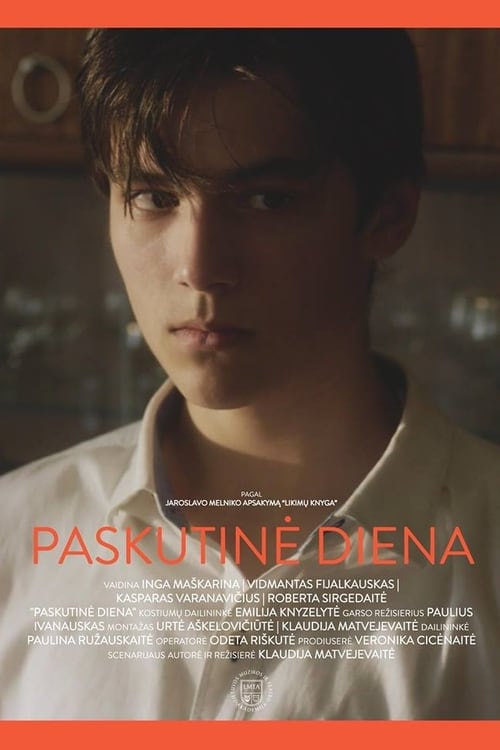 PAGAL
JAROSLAVO MELNIKO APSAKYMĄ "LIKIMŲ KNYGA"
PASKUTINĖ DIENA
VAIDINA INGA MAŠKARINA | VIDMANTAS FIJALKAUSKAS |
KASPARAS VARANAVIČIUS | ROBERTA SIRGEDAITĖ
"PASKUTINĖ DIENA" KOSTIUMŲ DAILININKĖ EMILIJA KNYZELYTĖ GARSO REŽISIERIUS PAULIUS
IVANAUSKAS MONTAŽAS URTĖ AŠKELOVIČIŪTĖ | KLAUDIJA MATVEJEVAITĖ DAILININKĖ
PAULINA RUŽAUSKAITĖ OPERATORĖ ODETA RIŠKUTĖ PRODIUSERĖ VERONIKA CICĖNAITĖ
SCENARIJAUS AUTORĖ IR REŽISIERĖ KLAUDIJA MATVEJEVAITĖ
LMTA